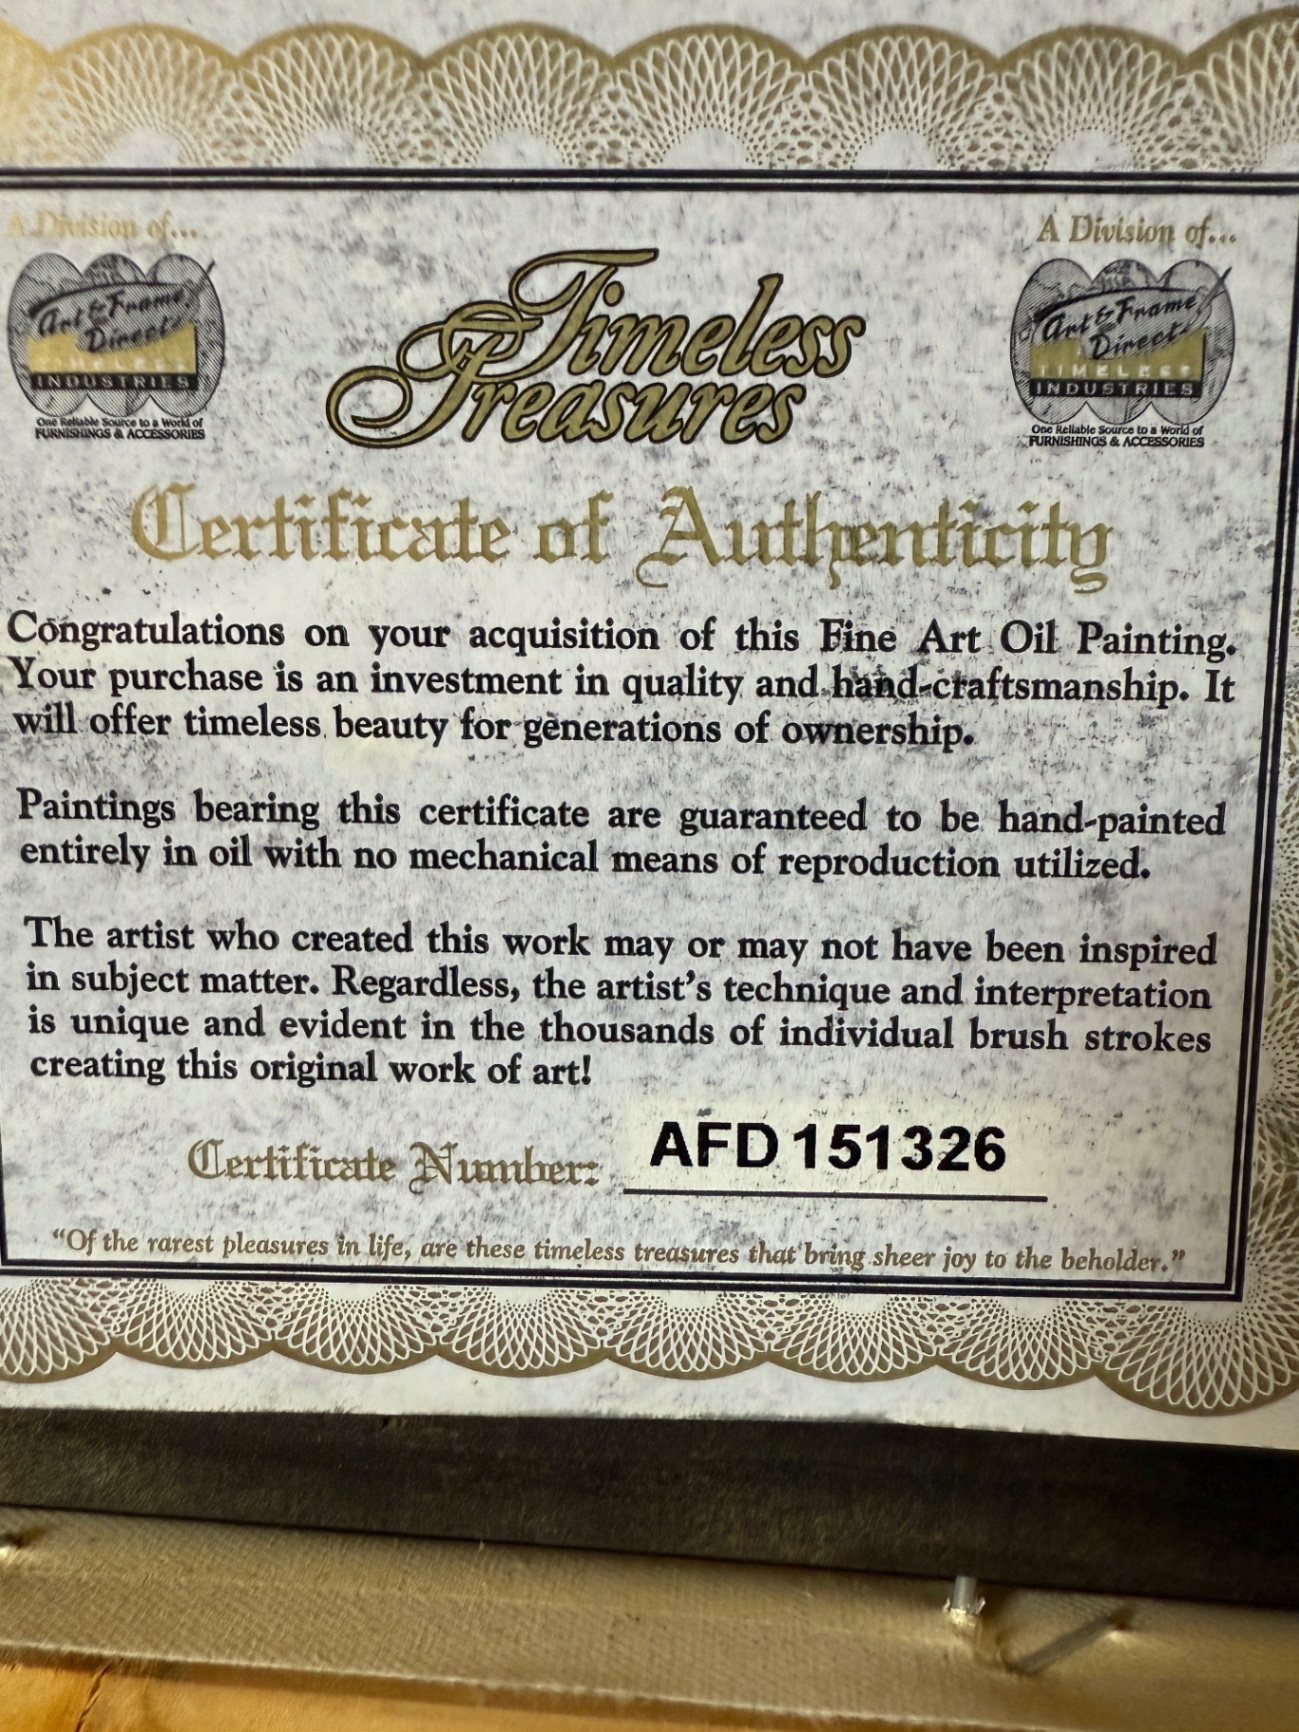 A Division of...
A Division of...
Art & Frame
Direct
TIMELESS
INDUSTRIES
One Reliable Source to a World of
FURNISHINGS & ACCESSORIES
Timeless
Treasures
Art & Frame
Direct
TIMELESS
INDUSTRIES
One Reliable Source to a World of
FURNISHINGS & ACCESSORIES
Certificate of Authenticity
Congratulations on your acquisition of this Fine Art Oil Painting.
Your purchase is an investment in quality and hand-craftsmanship. It
will offer timeless beauty for generations of ownership.
Paintings bearing this certificate are guaranteed to be hand-painted
entirely in oil with no mechanical means of reproduction utilized.
The artist who created this work may or may not have been inspired
in subject matter. Regardless, the artist's technique and interpretation
is unique and evident in the thousands of individual brush strokes
creating this original work of art!
Certificate Number: AFD 151326
"Of the rarest pleasures in life, are these timeless treasures that bring sheer joy to the beholder."